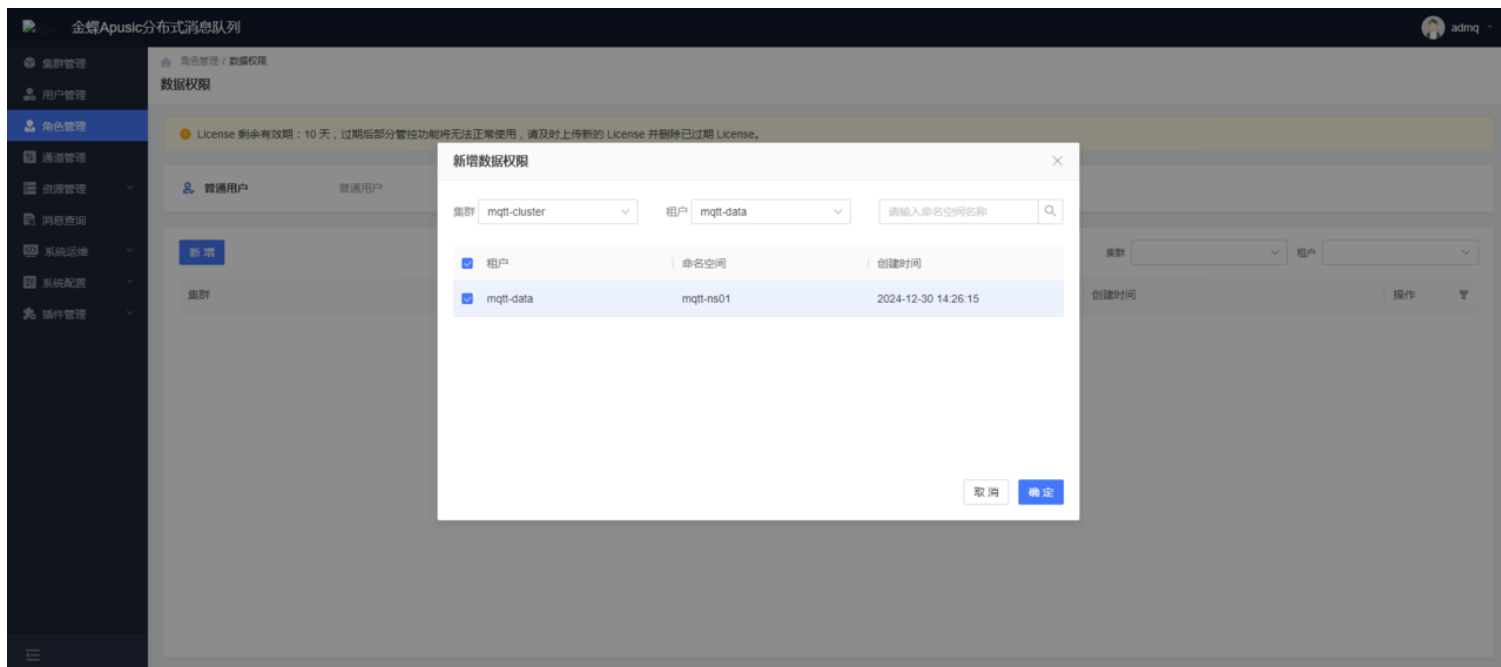 金蝶Apusic分布式消息队列
admq
集群管理
用户管理
角色管理
通道管理
资源管理
消息查询
系统运维
系统配置
插件管理
角色管理 / 数据权限
数据权限
License 剩余有效期：10 天，过期后部分管控功能将无法正常使用，请及时上传新的 License 并删除已过期 License。
普通用户 普通用户
新 增
集群 租户
集群 创建时间 操作
新增数据权限
集群 mqtt-cluster 租户 mqtt-data 请输入命名空间名称
租户 命名空间 创建时间
mqtt-data mqtt-ns01 2024-12-30 14:26:15
取 消 确 定